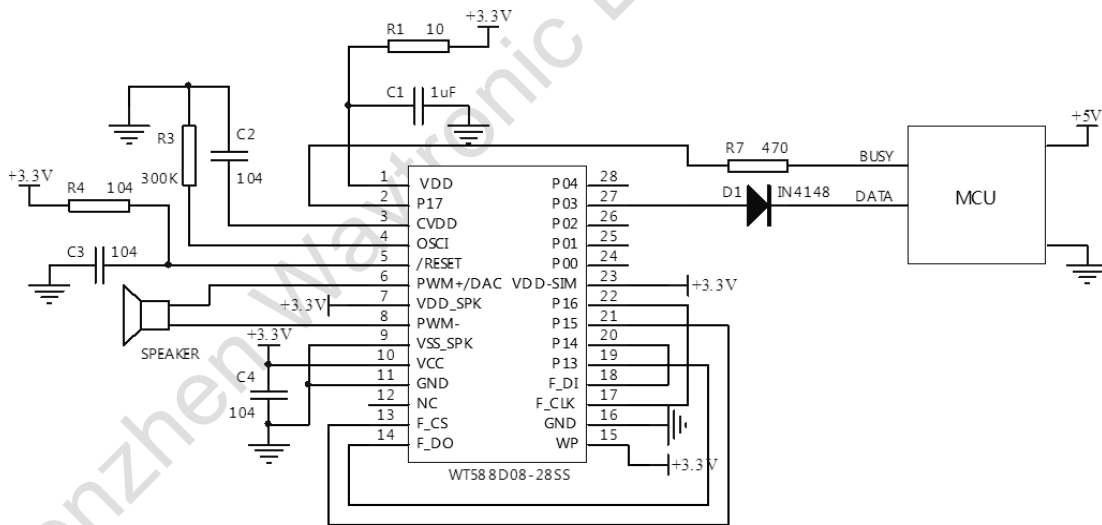 +3.3V
R1 10
C1 1uF
R3
300K
C2
104
+3.3V
R4 104
C3 104
R7 470
BUSY
+5V
D1 IN4148
DATA
MCU
1 VDD P04 28
2 P17 P03 27
3 CVDD P02 26
4 OSCI P01 25
5 /RESET P00 24
6 PWM+/DAC VDD-SIM 23
+3.3V
+3.3V 7 VDD_SPK P16 22
8 PWM- P15 21
9 VSS_SPK P14 20
10 VCC P13 19
11 GND F_DI 18
12 NC F_CLK 17
13 F_CS GND 16
14 F_DO WP 15
+3.3V
SPEAKER
+3.3V
C4
104
WT588D08-28SS
enzhen Waytronic